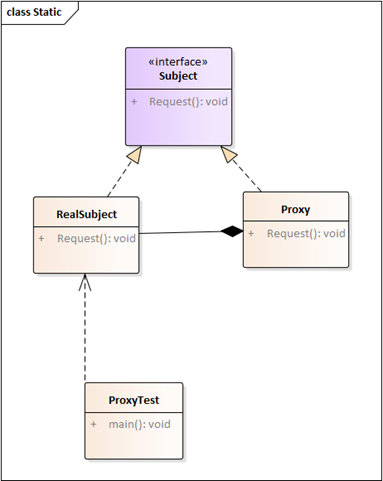 class Static
«interface»
Subject
+ Request(): void
RealSubject
+ Request(): void
Proxy
+ Request(): void
ProxyTest
+ main(): void